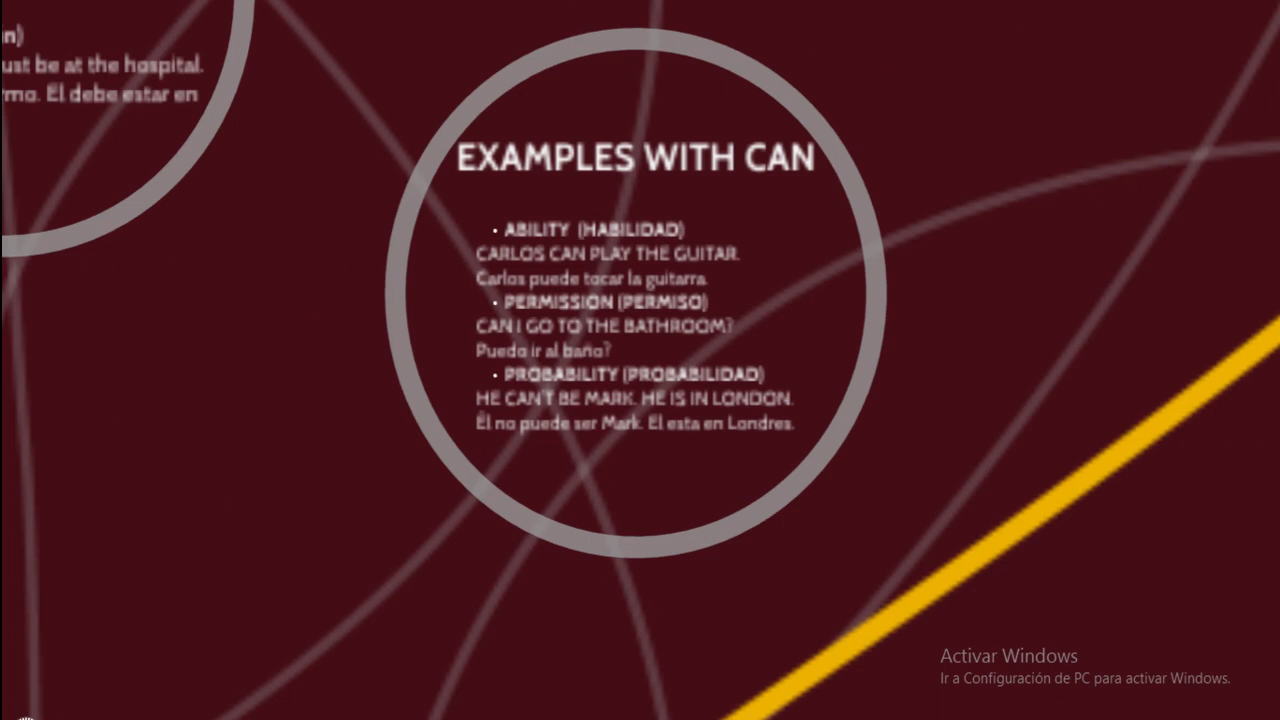 n)
ust be at the hospital.
rmo. El debe estar en
EXAMPLES WITH CAN
• ABILITY (HABILIDAD)
CARLOS CAN PLAY THE GUITAR.
Carlos puede tocar la guitarra.
• PERMISSION (PERMISO)
CAN I GO TO THE BATHROOM?
Puedo ir al baño?
• PROBABILITY (PROBABILIDAD)
HE CAN'T BE MARK. HE IS IN LONDON.
Él no puede ser Mark. El esta en Londres.
Activar Windows
Ir a Configuración de PC para activar Windows.